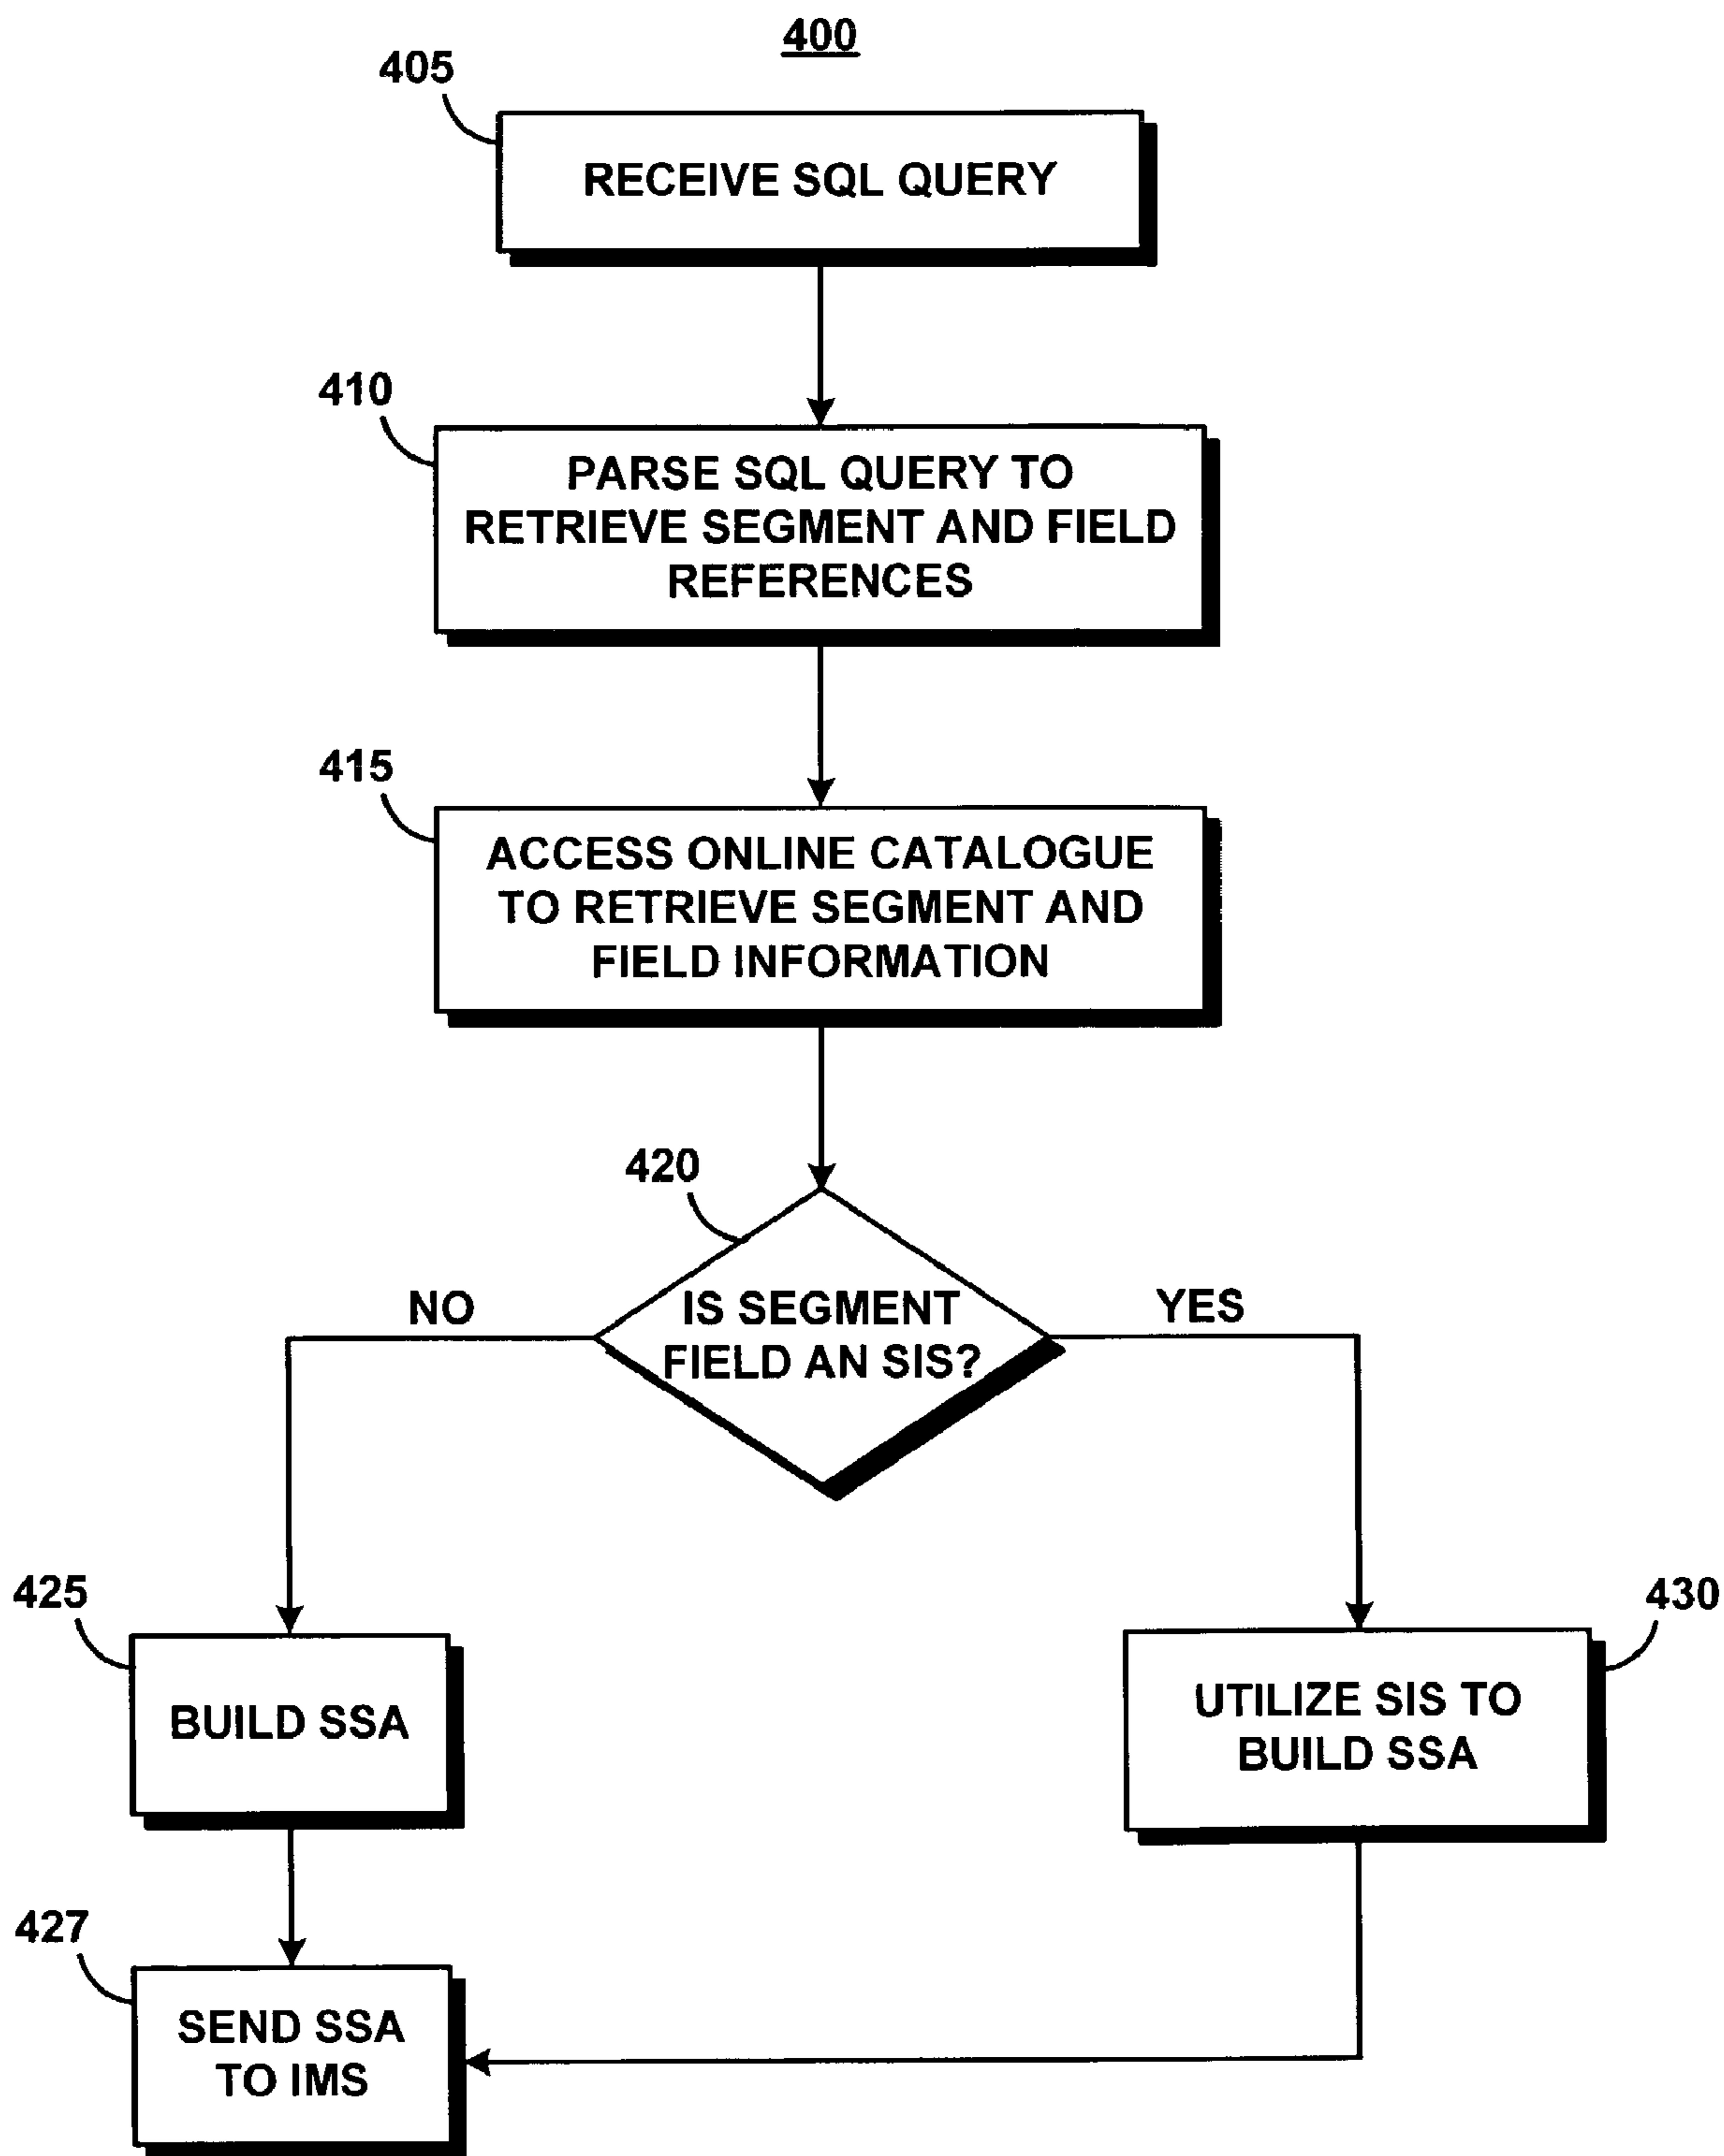 400
405
RECEIVE SQL QUERY
410
PARSE SQL QUERY TO
RETRIEVE SEGMENT AND FIELD
REFERENCES
415
ACCESS ONLINE CATALOGUE
TO RETRIEVE SEGMENT AND
FIELD INFORMATION
420
NO
IS SEGMENT
FIELD AN SIS?
YES
425
BUILD SSA
430
UTILIZE SIS TO
BUILD SSA
427
SEND SSA
TO IMS